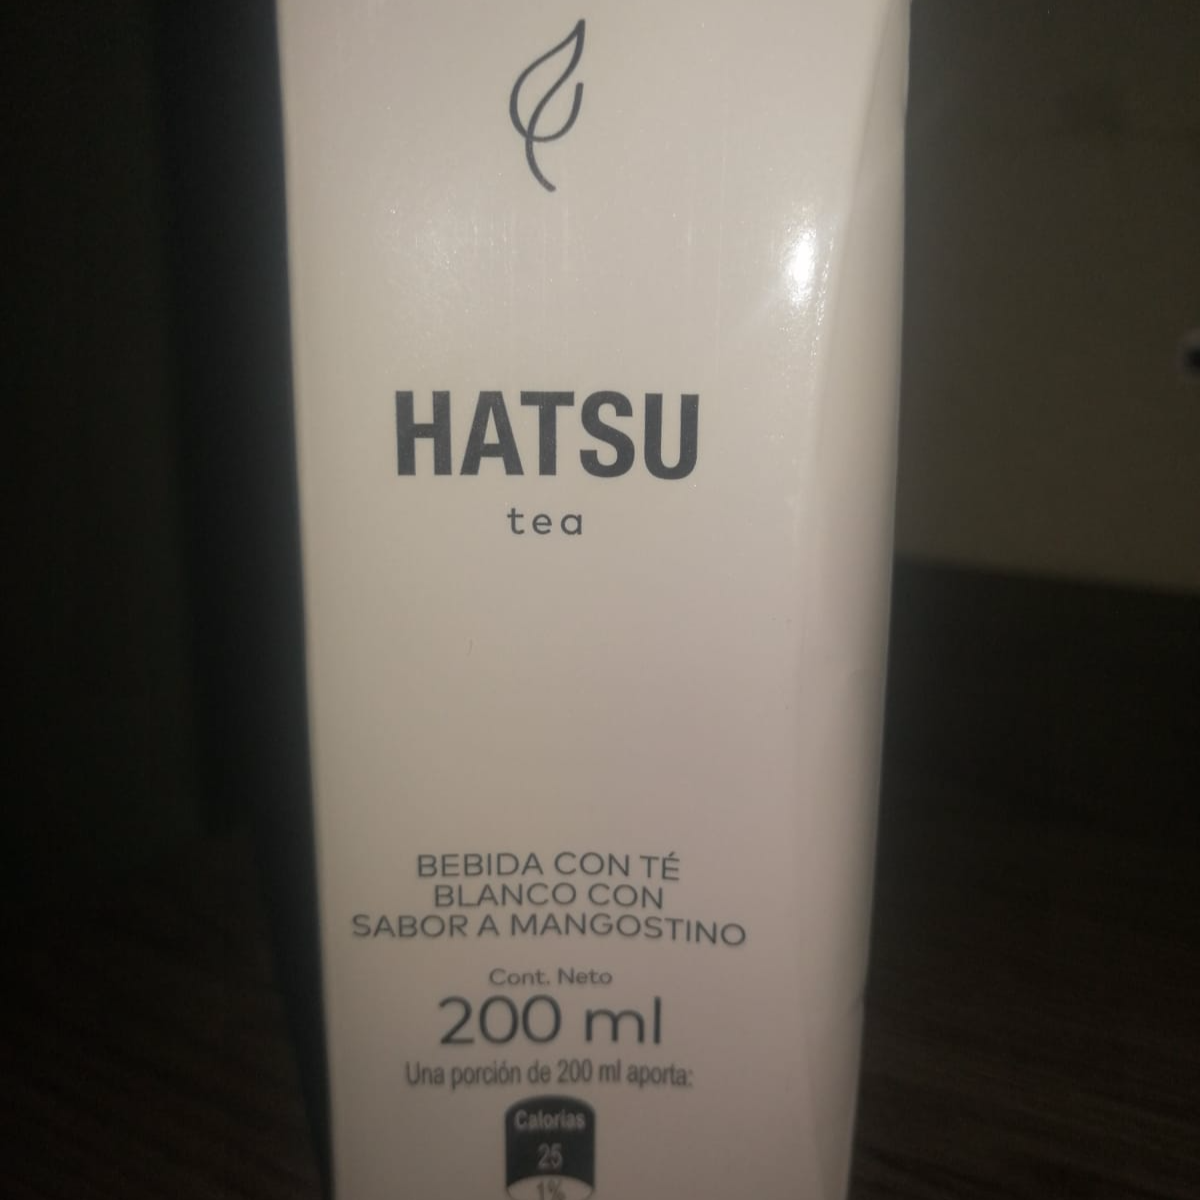 HATSU
tea
BEBIDA CON TÉ
BLANCO CON
SABOR A MANGOSTINO
Cont. Neto
200 ml
Una porción de 200 ml aporta:
Calorías
25
1%